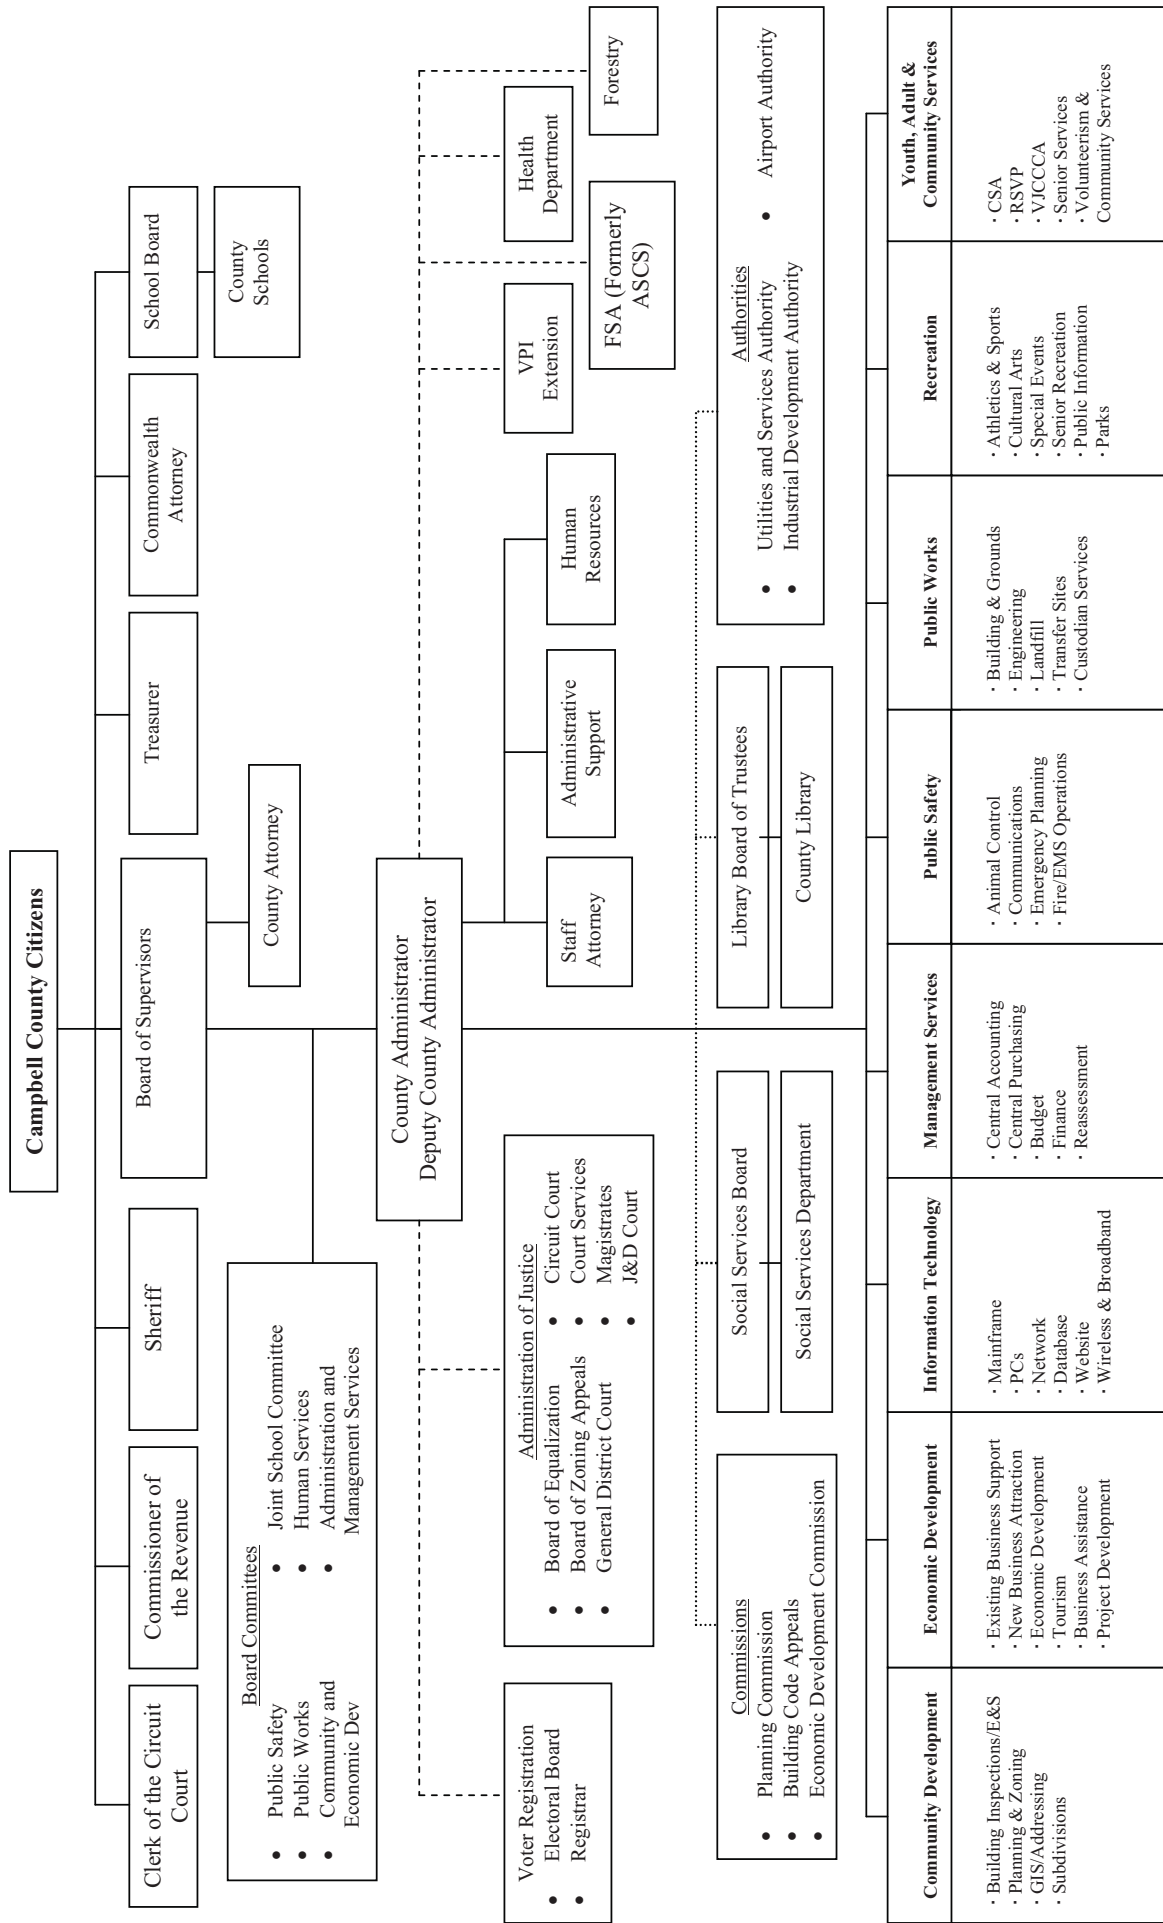 Campbell County Citizens
Clerk of the Circuit
Court
Commissioner of
the Revenue
Sheriff
Board of Supervisors
Treasurer
Commonwealth
Attorney
School Board
County
Schools
County Attorney
Board Committees
• Public Safety
• Public Works
• Community and
Economic Dev
• Joint School Committee
• Human Services
• Administration and
Management Services
County Administrator
Deputy County Administrator
Voter Registration
• Electoral Board
• Registrar
Administration of Justice
• Board of Equalization
• Board of Zoning Appeals
• General District Court
• Circuit Court
• Court Services
• Magistrates
• J&D Court
Staff
Attorney
Administrative
Support
Human
Resources
VPI
Extension
FSA (Formerly
ASCS)
Health
Department
Forestry
Commissions
• Planning Commission
• Building Code Appeals
• Economic Development Commission
Social Services Board
Social Services Department
Library Board of Trustees
County Library
Authorities
• Utilities and Services Authority
• Industrial Development Authority
• Airport Authority
Community Development
· Building Inspections/E&S
· Planning & Zoning
· GIS/Addressing
· Subdivisions
Economic Development
· Existing Business Support
· New Business Attraction
· Economic Development
· Tourism
· Business Assistance
· Project Development
Information Technology
· Mainframe
· PCs
· Network
· Database
· Website
· Wireless & Broadband
Management Services
· Central Accounting
· Central Purchasing
· Budget
· Finance
· Reassessment
Public Safety
· Animal Control
· Communications
· Emergency Planning
· Fire/EMS Operations
Public Works
· Building & Grounds
· Engineering
· Landfill
· Transfer Sites
· Custodian Services
Recreation
· Athletics & Sports
· Cultural Arts
· Special Events
· Senior Recreation
· Public Information
· Parks
Youth, Adult &
Community Services
· CSA
· RSVP
· VJCCCA
· Senior Services
· Volunteerism &
Community Services